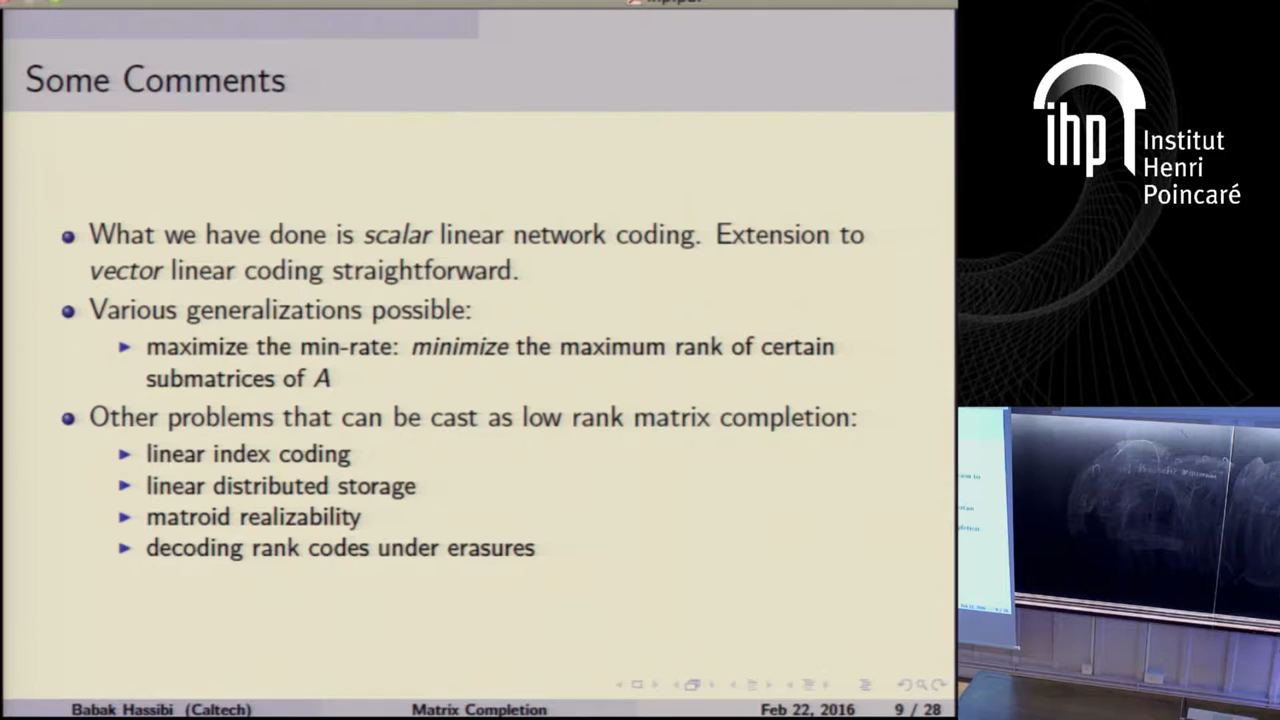 Some Comments
What we have done is scalar linear network coding. Extension to
vector linear coding straightforward.
Various generalizations possible:
maximize the min-rate: minimize the maximum rank of certain
submatrices of A
Other problems that can be cast as low rank matrix completion:
linear index coding
linear distributed storage
matroid realizability
decoding rank codes under erasures
Babak Hassibi (Caltech) Matrix Completion Feb 22, 2016 9 / 28
ihp Institut
Henri
Poincaré